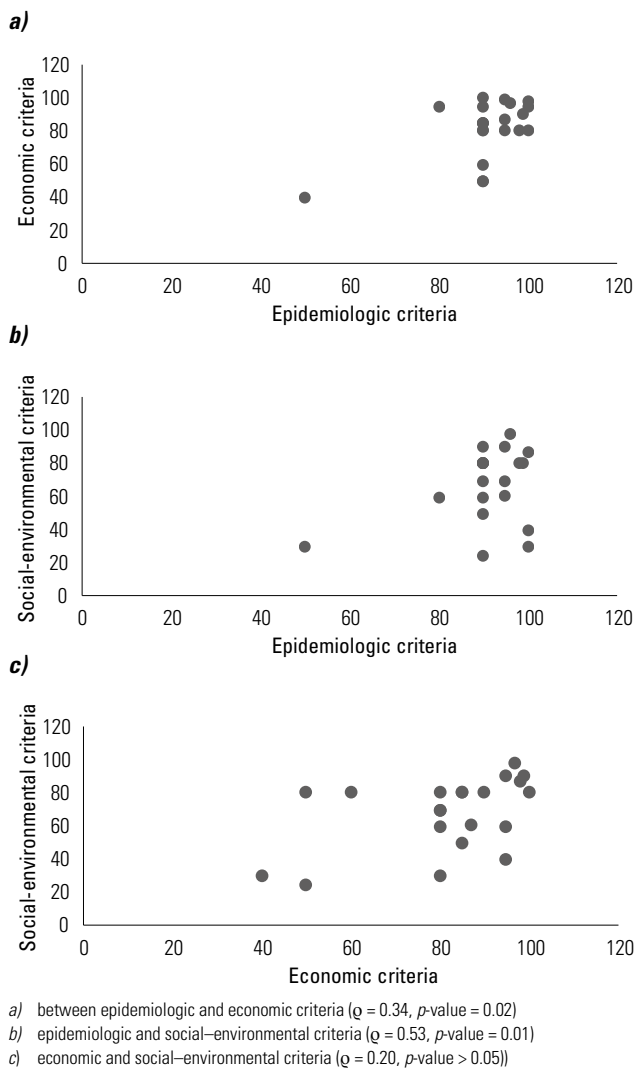 a)
Economic criteria
120
100
80
60
40
20
0
0 20 40 60 80 100 120
Epidemiologic criteria
b)
Social-environmental criteria
120
100
80
60
40
20
0
0 20 40 60 80 100 120
Epidemiologic criteria
c)
Social-environmental criteria
120
100
80
60
40
20
0
0 20 40 60 80 100 120
Economic criteria
a) between epidemiologic and economic criteria (ϱ = 0.34, p-value = 0.02)
b) epidemiologic and social–environmental criteria (ϱ = 0.53, p-value = 0.01)
c) economic and social–environmental criteria (ϱ = 0.20, p-value > 0.05))